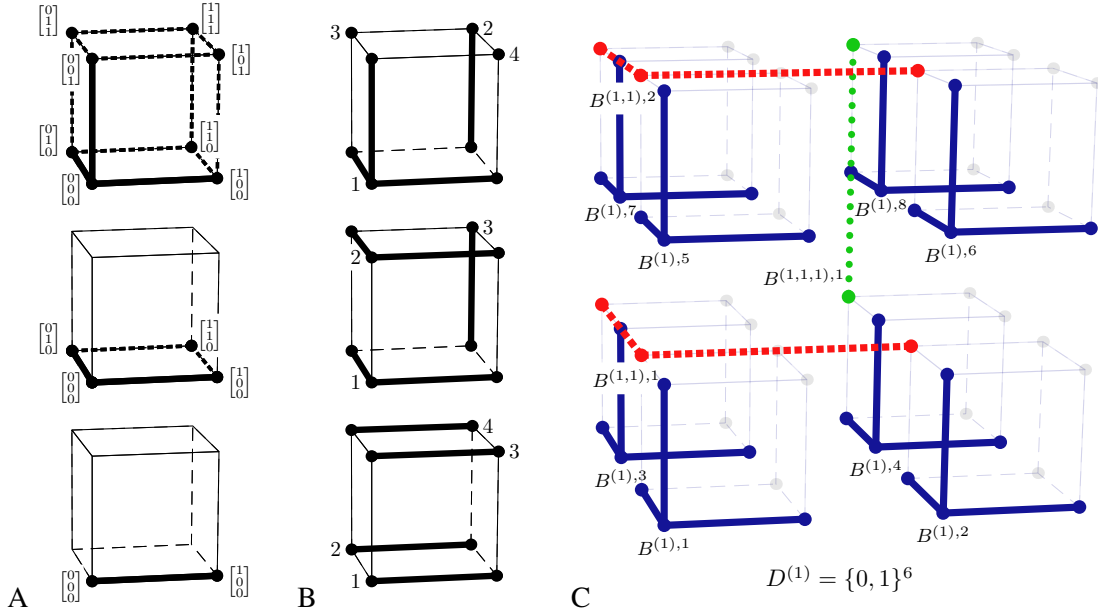 [0 1 1]
[1 1 1]
[0 0 1]
[1 0 1]
[0 1 0]
[1 1 0]
[0 0 0]
[1 0 0]
[0 1 0]
[1 1 0]
[0 0 0]
[1 0 0]
[0 0 0]
[1 0 0]
A
3
2
4
1
3
2
1
4
3
2
1
B
B^{(1,1),2}
B^{(1),7}
B^{(1),8}
B^{(1),5}
B^{(1),6}
B^{(1,1,1),1}
B^{(1,1),1}
B^{(1),3}
B^{(1),4}
B^{(1),1}
B^{(1),2}
C
D^{(1)} = {0, 1}^6